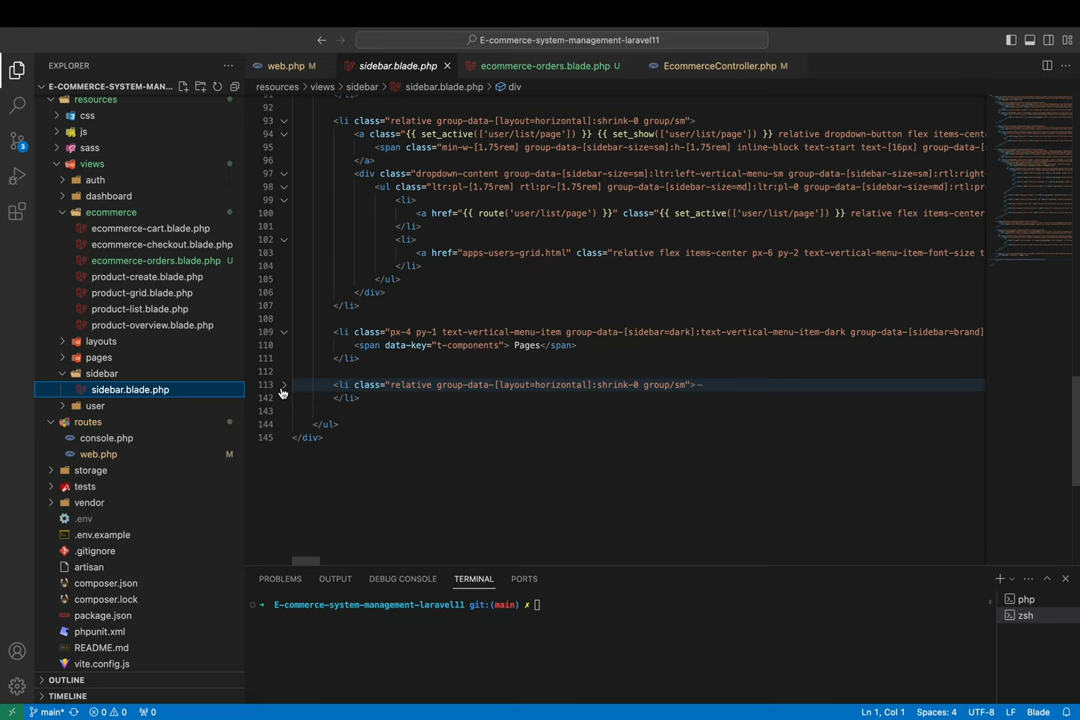 E-commerce-system-management-laravel11
EXPLORER
web.php M
sidebar.blade.php
ecommerce-orders.blade.php U
EcommerceController.php M
E-COMMERCE-SYSTEM-MAN...
resources > views > sidebar > sidebar.blade.php > div
resources
css
js
sass
views
auth
dashboard
ecommerce
ecommerce-cart.blade.php
ecommerce-checkout.blade.php
ecommerce-orders.blade.php U
product-create.blade.php
product-grid.blade.php
product-list.blade.php
product-overview.blade.php
layouts
pages
sidebar
sidebar.blade.php
user
routes
console.php
web.php M
storage
tests
vendor
.env
.env.example
.gitignore
artisan
composer.json
composer.lock
package.json
phpunit.xml
README.md
vite.config.js
OUTLINE
TIMELINE
3
92
93 <li class="relative group-data-[layout=horizontal]:shrink-0 group/sm">
94 <a class="{{ set_active(['user/list/page']) }} {{ set_show(['user/list/page']) }} relative dropdown-button flex items-cente
95 <span class="min-w-[1.75rem] group-data-[sidebar-size=sm]:h-[1.75rem] inline-block text-start text-[16px] group-data-[side
96 </a>
97 <div class="dropdown-content group-data-[sidebar-size=sm]:ltr:left-vertical-menu-sm group-data-[sidebar-size=sm]:rtl:right
98 <ul class="ltr:pl-[1.75rem] rtl:pr-[1.75rem] group-data-[sidebar-size=md]:ltr:pl-0 group-data-[sidebar-size=md]:rtl:pr
99 <li>
100 <a href="{{ route('user/list/page') }}" class="{{ set_active(['user/list/page']) }} relative flex items-cente
101 </li>
102 <li>
103 <a href="apps-users-grid.html" class="relative flex items-center px-6 py-2 text-vertical-menu-item-font-size t
104 </li>
105 </ul>
106 </div>
107 </li>
108
109 <li class="px-4 py-1 text-vertical-menu-item group-data-[sidebar=dark]:text-vertical-menu-item-dark group-data-[sidebar=brand]
110 <span data-key="t-components"> Pages</span>
111 </li>
112
113 <li class="relative group-data-[layout=horizontal]:shrink-0 group/sm">⋯
142 </li>
143
144 </ul>
145 </div>
PROBLEMS OUTPUT DEBUG CONSOLE TERMINAL PORTS
E-commerce-system-management-laravel11 git:(main) ✗
php
zsh
main* 0 0 0 Ln 1, Col 1 Spaces: 4 UTF-8 LF Blade